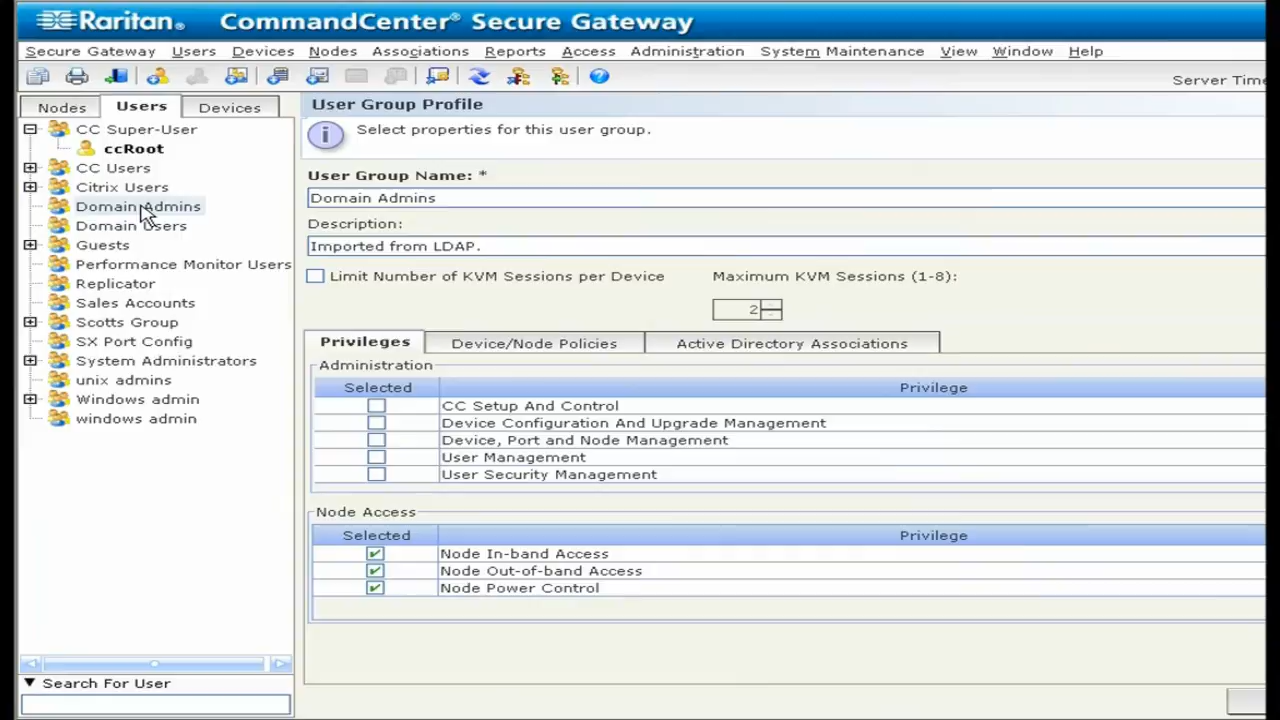 Raritan. CommandCenter® Secure Gateway
Secure Gateway Users Devices Nodes Associations Reports Access Administration System Maintenance View Window Help
Server Time
Nodes Users Devices
CC Super-User
ccRoot
CC Users
Citrix Users
Domain Admins
Domain Users
Guests
Performance Monitor Users
Replicator
Sales Accounts
Scotts Group
SX Port Config
System Administrators
unix admins
Windows admin
windows admin
Search For User
User Group Profile
Select properties for this user group.
User Group Name: *
Domain Admins
Description:
Imported from LDAP.
Limit Number of KVM Sessions per Device Maximum KVM Sessions (1-8):
2
Privileges Device/Node Policies Active Directory Associations
Administration
Selected Privilege
CC Setup And Control
Device Configuration And Upgrade Management
Device, Port and Node Management
User Management
User Security Management
Node Access
Selected Privilege
Node In-band Access
Node Out-of-band Access
Node Power Control